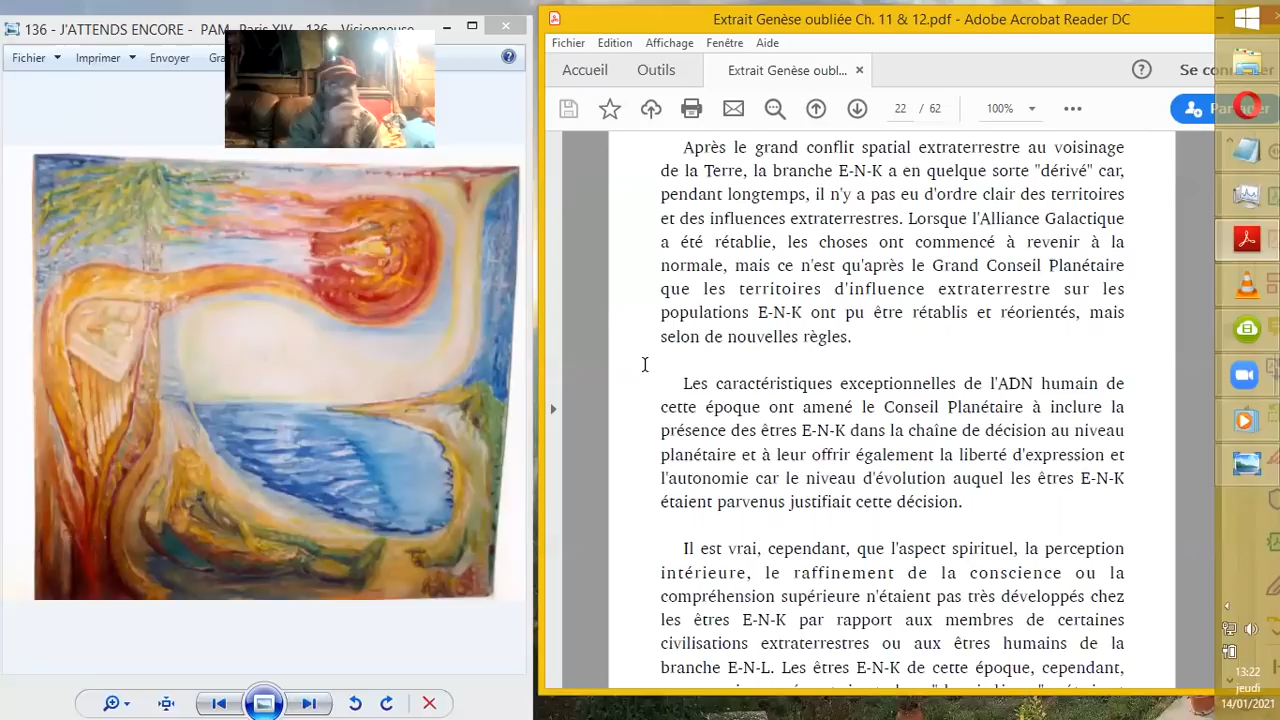 136 - J'ATTENDS ENCORE - PAM, Paris XIV - 136 - Visionneuse
Fichier
Imprimer
Envoyer
Gra
Extrait Genèse oubliée Ch. 11 & 12.pdf - Adobe Acrobat Reader DC
Fichier Edition Affichage Fenêtre Aide
Accueil Outils Extrait Genèse oubl... Se connecter
22 / 62 100% Partager
Après le grand conflit spatial extraterrestre au voisinage
de la Terre, la branche E-N-K a en quelque sorte "dérivé" car,
pendant longtemps, il n'y a pas eu d'ordre clair des territoires
et des influences extraterrestres. Lorsque l'Alliance Galactique
a été rétablie, les choses ont commencé à revenir à la
normale, mais ce n'est qu'après le Grand Conseil Planétaire
que les territoires d'influence extraterrestre sur les
populations E-N-K ont pu être rétablis et réorientés, mais
selon de nouvelles règles.
Les caractéristiques exceptionnelles de l'ADN humain de
cette époque ont amené le Conseil Planétaire à inclure la
présence des êtres E-N-K dans la chaîne de décision au niveau
planétaire et à leur offrir également la liberté d'expression et
l'autonomie car le niveau d'évolution auquel les êtres E-N-K
étaient parvenus justifiait cette décision.
Il est vrai, cependant, que l'aspect spirituel, la perception
intérieure, le raffinement de la conscience ou la
compréhension supérieure n'étaient pas très développés chez
les êtres E-N-K par rapport aux membres de certaines
civilisations extraterrestres ou aux êtres humains de la
branche E-N-L. Les êtres E-N-K de cette époque, cependant,
13:22
jeudi
14/01/2021